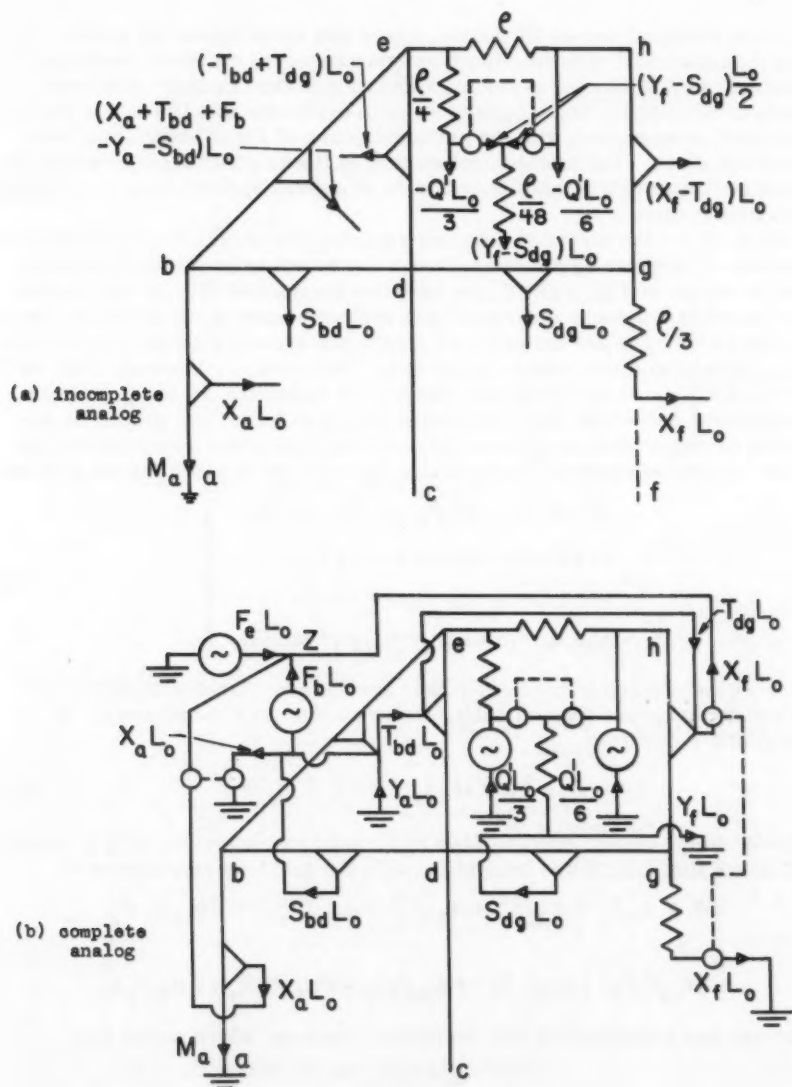 e
ρ
h
(-T_bd + T_dg) L_o
(Y_f - S_dg) L_o/2
ρ/4
(X_a + T_bd + F_b
-Y_a - S_bd) L_o
-Q'L_o/3
ρ/48
-Q'L_o/6
(X_f - T_dg) L_o
(Y_f - S_dg) L_o
b
d
g
S_bd L_o
S_dg L_o
ρ/3
(a) incomplete
analog
X_a L_o
X_f L_o
M_a
a
c
f
F_e L_o
Z
e
h
T_dg L_o
F_b L_o
X_f L_o
X_a L_o
T_bd L_o
Y_a L_o
Q'L_o/3
Q'L_o/6
Y_f L_o
b
d
g
S_bd L_o
S_dg L_o
(b) complete
analog
X_a L_o
X_f L_o
M_a
a
c